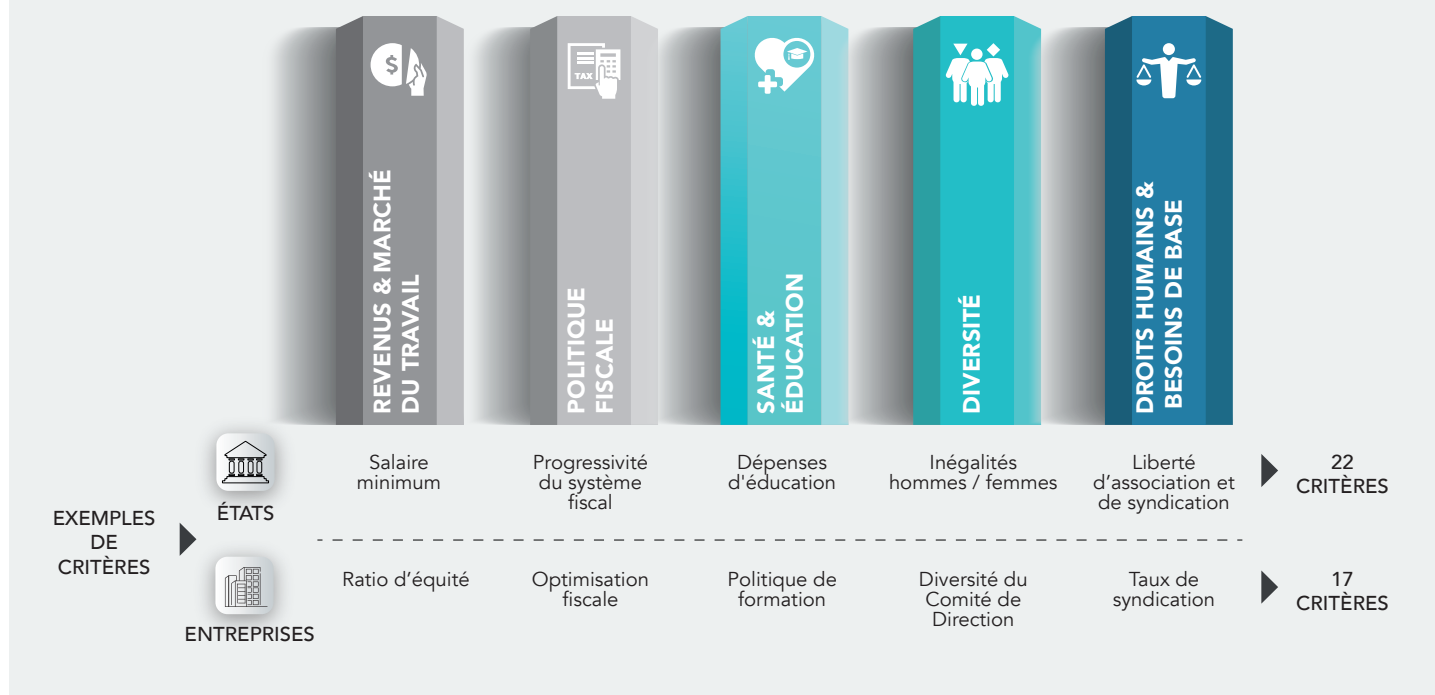 $
TAX
REVENUS & MARCHÉ
DU TRAVAIL
POLITIQUE
FISCALE
SANTÉ &
ÉDUCATION
DIVERSITÉ
DROITS HUMAINS &
BESOINS DE BASE
EXEMPLES
DE
CRITÈRES
ÉTATS
Salaire
minimum
Progressivité
du système
fiscal
Dépenses
d'éducation
Inégalités
hommes / femmes
Liberté
d’association et
de syndication
22
CRITÈRES
ENTREPRISES
Ratio d’équité
Optimisation
fiscale
Politique de
formation
Diversité du
Comité de
Direction
Taux de
syndication
17
CRITÈRES